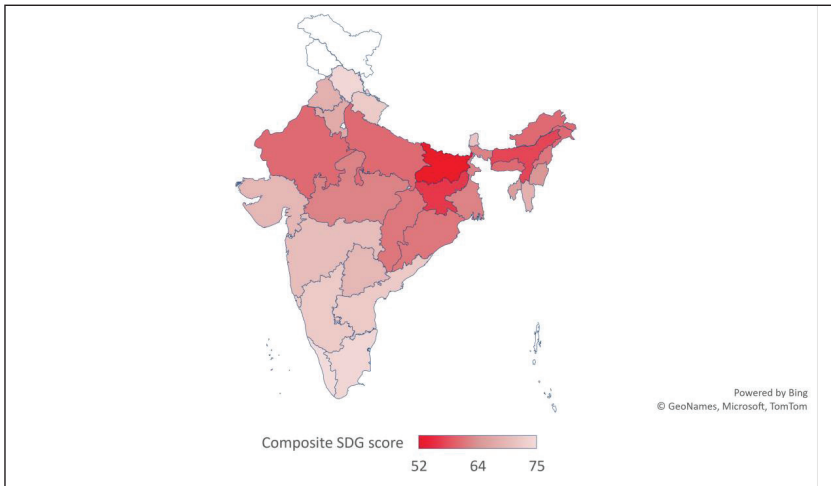 Powered by Bing
© GeoNames, Microsoft, TomTom
Composite SDG score
52 64 75